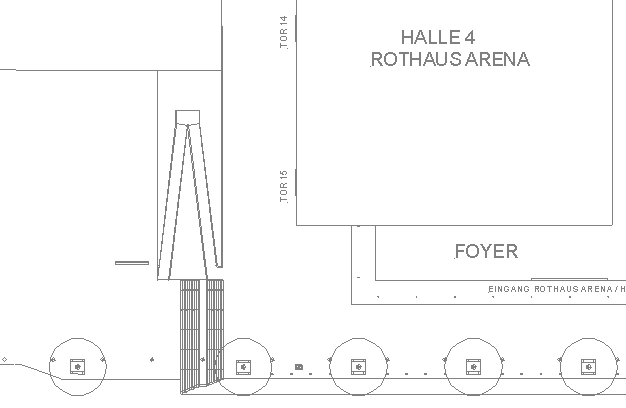 TOR 14
HALLE 4
ROTHAUS ARENA
TOR 15
FOYER
EINGANG ROTHAUS ARENA / H